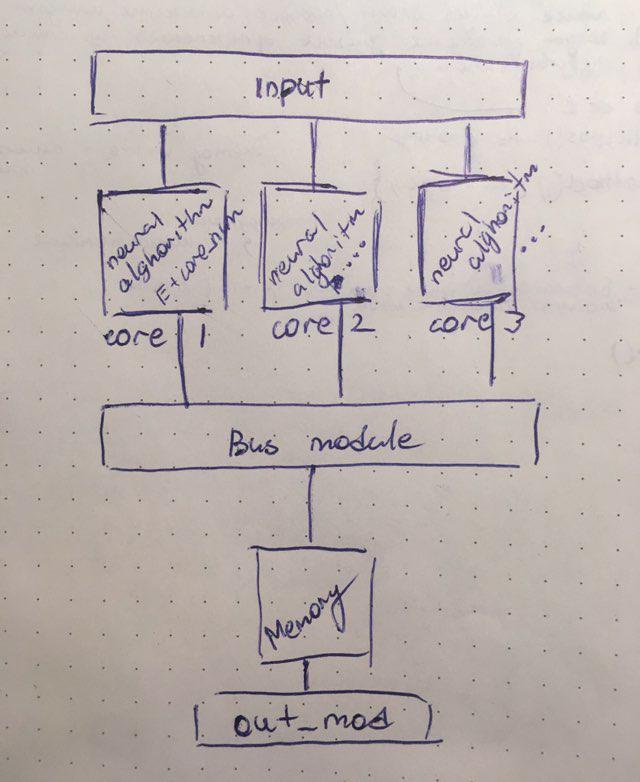 Input
neural
alghorithm
E+core_num
neural
alghoritm
....
neural
alghorithm
...
core 1
core 2
core 3
Bus module
Memory
out_mod